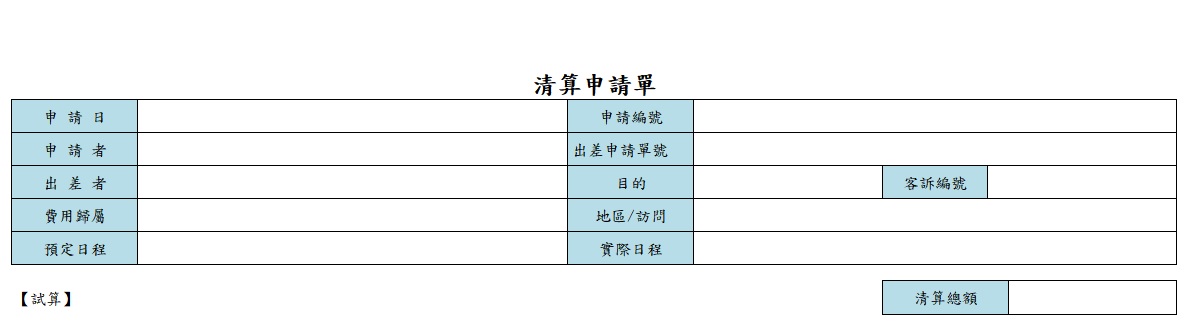 清算申請單
申 請 日 申請編號
申 請 者 出差申請單號
出 差 者 目的 客訴編號
費用歸屬 地區/訪問
預定日程 實際日程
【試算】 清算總額